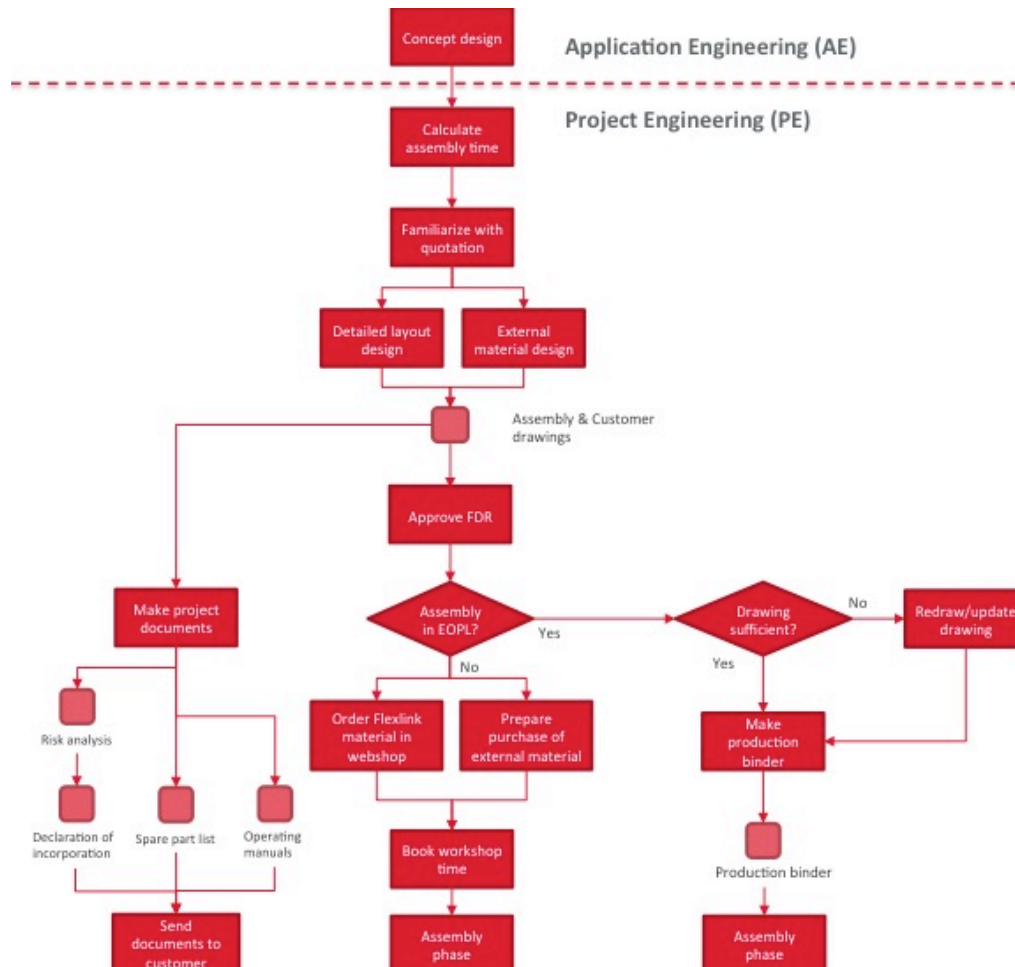 Concept design
Application Engineering (AE)
Project Engineering (PE)
Calculate
assembly time
Familiarize with
quotation
Detailed layout
design
External
material design
Assembly & Customer
drawings
Approve FDR
Make project
documents
Assembly
in EOPL?
Yes
No
Drawing
sufficient?
No
Yes
Redraw/update
drawing
Risk analysis
Order Flexlink
material in
webshop
Prepare
purchase of
external material
Make
production
binder
Declaration of
incorporation
Spare part list
Operating
manuals
Book workshop
time
Production binder
Send
documents to
customer
Assembly
phase
Assembly
phase